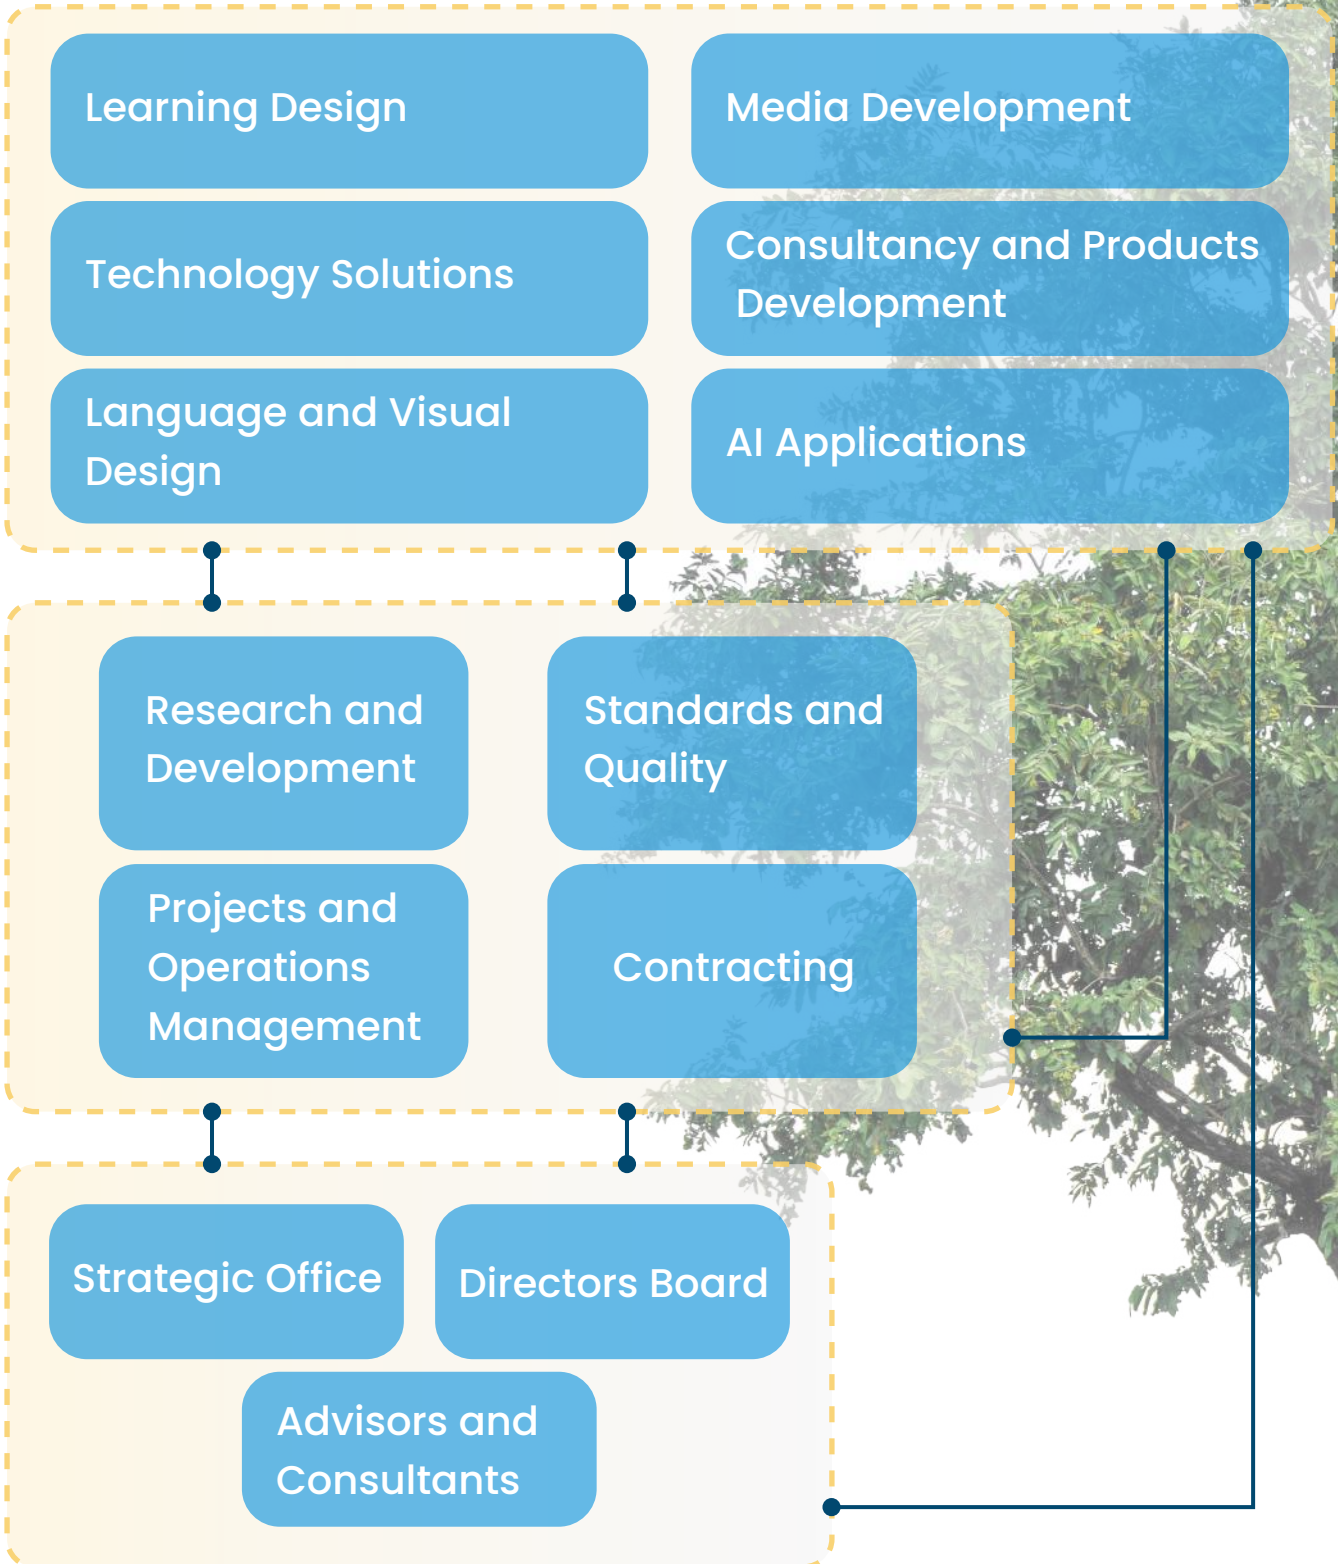 Learning Design
Media Development
Technology Solutions
Consultancy and Products
Development
Language and Visual
Design
AI Applications
Research and
Development
Standards and
Quality
Projects and
Operations
Management
Contracting
Strategic Office
Directors Board
Advisors and
Consultants